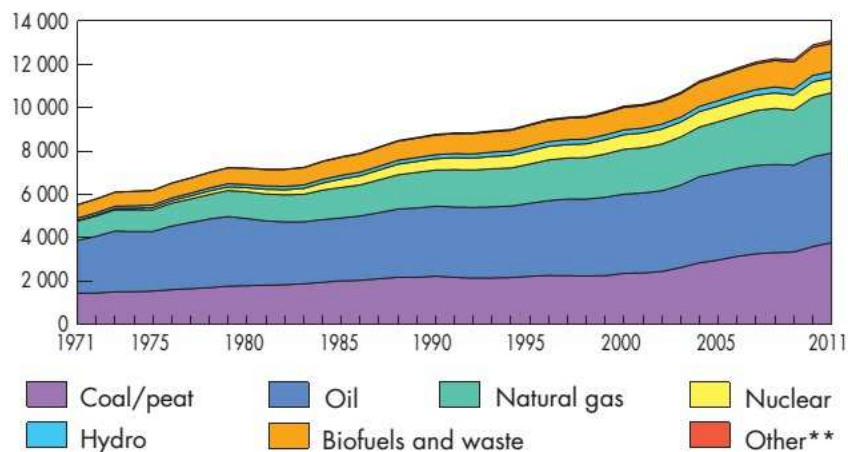 14 000
12 000
10 000
8 000
6 000
4 000
2 000
0
1971 1975 1980 1985 1990 1995 2000 2005 2011
Coal/peat Oil Natural gas Nuclear
Hydro Biofuels and waste Other**